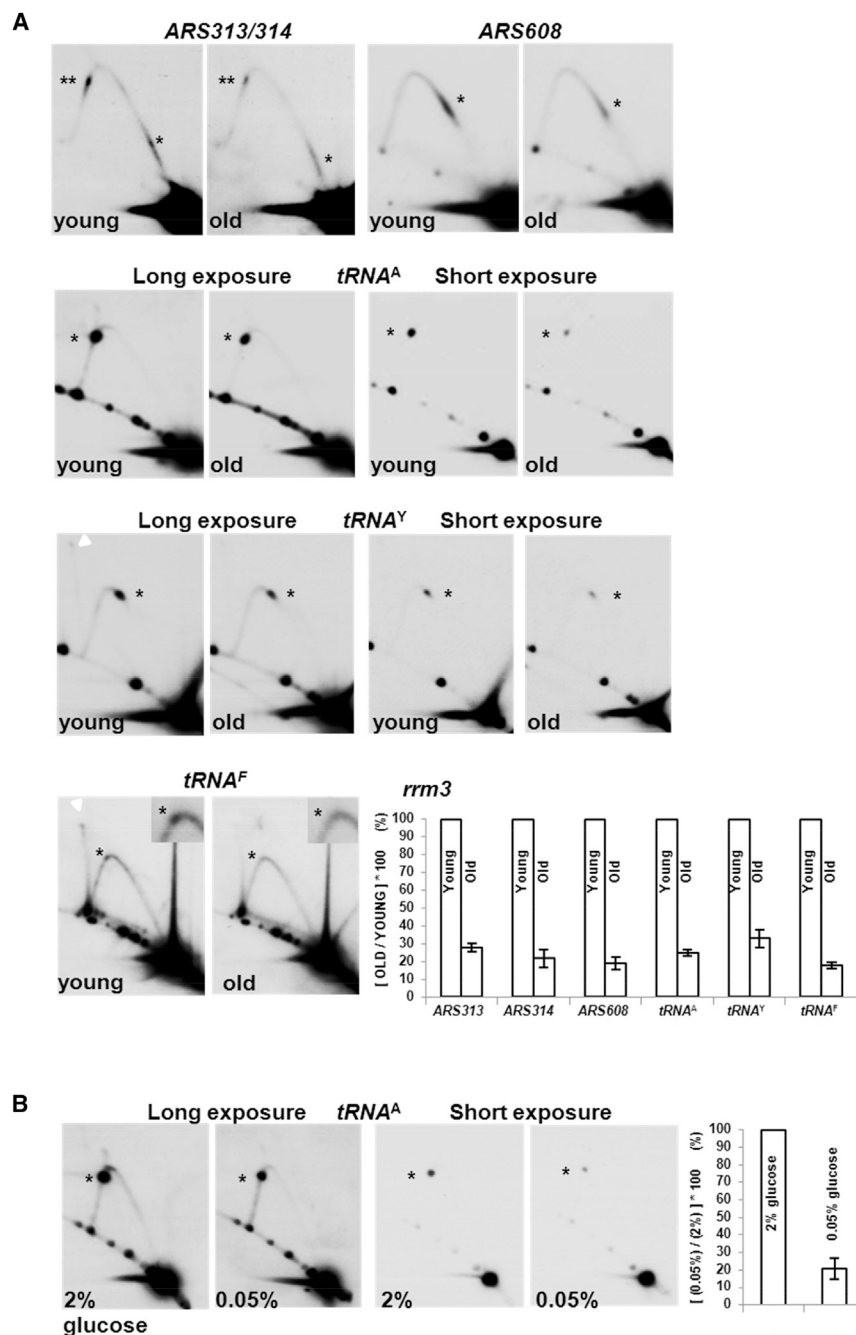 A
ARS313/314 ARS608
** * ** * * *
young old young old
Long exposure tRNAᴬ Short exposure
* * * *
young old young old
Long exposure tRNAʸ Short exposure
* * * *
young old young old
tRNAF rrm3
* * * *
young old
[ OLD / YOUNG ] * 100 (%)
100
90
80
70
60
50
40
30
20
10
0
Young Old Young Old Young Old Young Old Young Old Young Old
ARS313 ARS314 ARS608 tRNAᴬ tRNAʸ tRNAF
B
Long exposure tRNAᴬ Short exposure
* * * *
2% 0.05% 2% 0.05%
glucose
[ (0.05%) / (2%) ] * 100 (%)
100
90
80
70
60
50
40
30
20
10
0
2% glucose 0.05% glucose